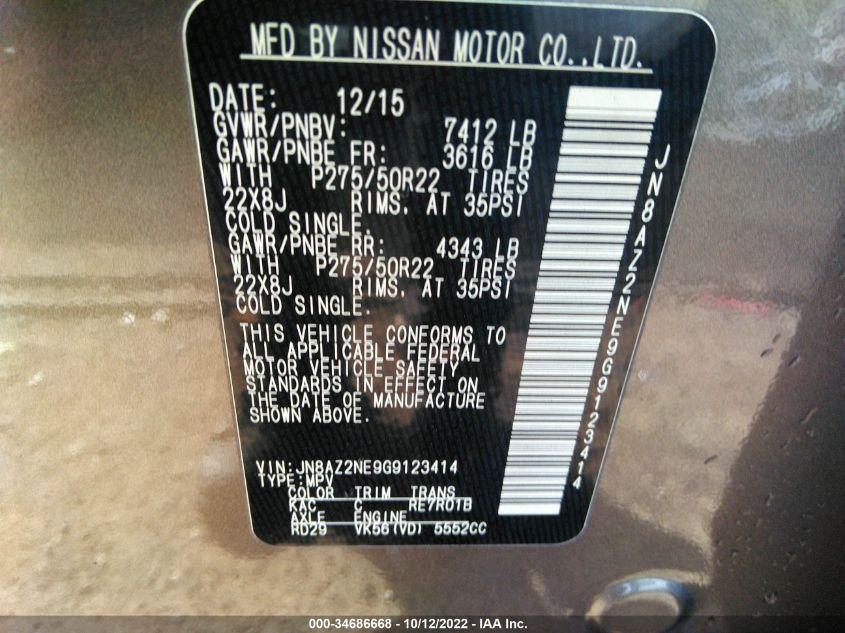 MFD BY NISSAN MOTOR CO.,LTD.
DATE: 12/15
GVWR/PNBV: 7412 LB
GAWR/PNBE FR: 3616 LB
WITH P275/50R22 TIRES
22X8J RIMS. AT 35PSI
COLD SINGLE.
GAWR/PNBE RR: 4343 LB
WITH P275/50R22 TIRES
22X8J RIMS. AT 35PSI
COLD SINGLE.
THIS VEHICLE CONFORMS TO
ALL APPLICABLE FEDERAL
MOTOR VEHICLE SAFETY
STANDARDS IN EFFECT ON
THE DATE OF MANUFACTURE
SHOWN ABOVE.
VIN:JN8AZ2NE9G9123414
TYPE:MPV
COLOR TRIM TRANS
KAC C RE7R01B
AXLE ENGINE
RD29 VK56(VD) 5552CC
JN8AZ2NE9G9123414
000-34686668 - 10/12/2022 - IAA Inc.